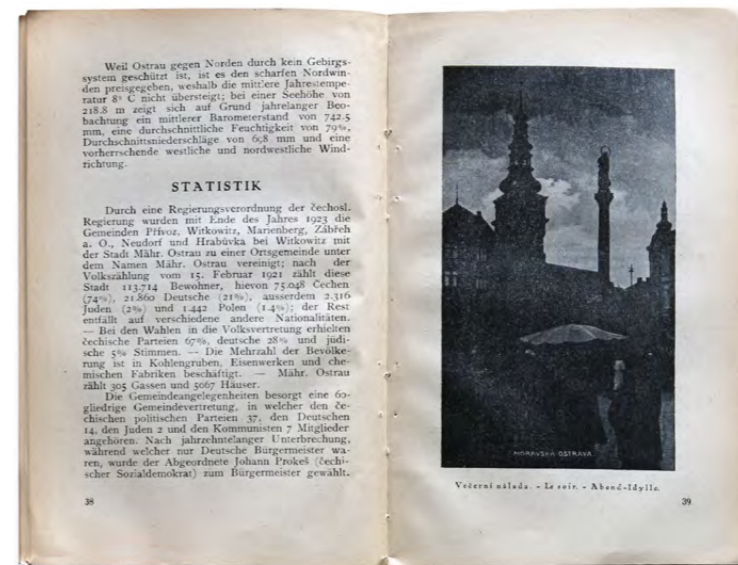 Weil Ostrau gegen Norden durch kein Gebirgs-
system geschützt ist, ist es den scharfen Nordwin-
den preisgegeben, weshalb die mittlere Jahrestempe-
ratur 8° C nicht übersteigt; bei einer Seehöhe von
218.8 m zeigt sich auf Grund jahrelanger Beo-
bachtung ein mittlerer Barometerstand von 742.5
mm, eine durchschnittliche Feuchtigkeit von 79%,
Durchschnittsniederschläge von 698 mm und eine
vorherrschende westliche und nordwestliche Wind-
richtung.
STATISTIK
Durch eine Regierungsverordnung der čechosl.
Regierung wurden mit Ende des Jahres 1923 die
Gemeinden Přívoz, Witkowitz, Marienberg, Zábřeh
a. O., Neudorf und Hrabůvka bei Witkowitz mit
der Stadt Mähr. Ostrau zu einer Ortsgemeinde unter
dem Namen Mähr. Ostrau vereinigt; nach der
Volkszählung vom 15. Februar 1921 zählt diese
Stadt 113.714 Bewohner, hievon 75.048 Čechen
(74%), 21.860 Deutsche (21%), ausserdem 2.316
Juden (2%) und 1.442 Polen (1.4%); der Rest
entfällt auf verschiedene andere Nationalitäten.
— Bei den Wahlen in die Volksvertretung erhielten
čechische Parteien 67%, deutsche 28% und jüdi-
sche 5% Stimmen. — Die Mehrzahl der Bevölke-
rung ist in Kohlengruben, Eisenwerken und che-
mischen Fabriken beschäftigt. — Mähr. Ostrau
zählt 305 Gassen und 5067 Häuser.
Die Gemeindeangelegenheiten besorgt eine 60-
gliedrige Gemeindevertretung, in welcher den če-
chischen politischen Parteien 37, den Deutschen
14, den Juden 2 und den Kommunisten 7 Mitglieder
angehören. Nach jahrzehntelanger Unterbrechung,
während welcher nur Deutsche Bürgermeister wa-
ren, wurde der Abgeordnete Johann Prokeš (čechi-
scher Sozialdemokrat) zum Bürgermeister gewählt.
38
MORAVSKÁ OSTRAVA
Večerní nálada. - Le soir. - Abend-Idylle.
39